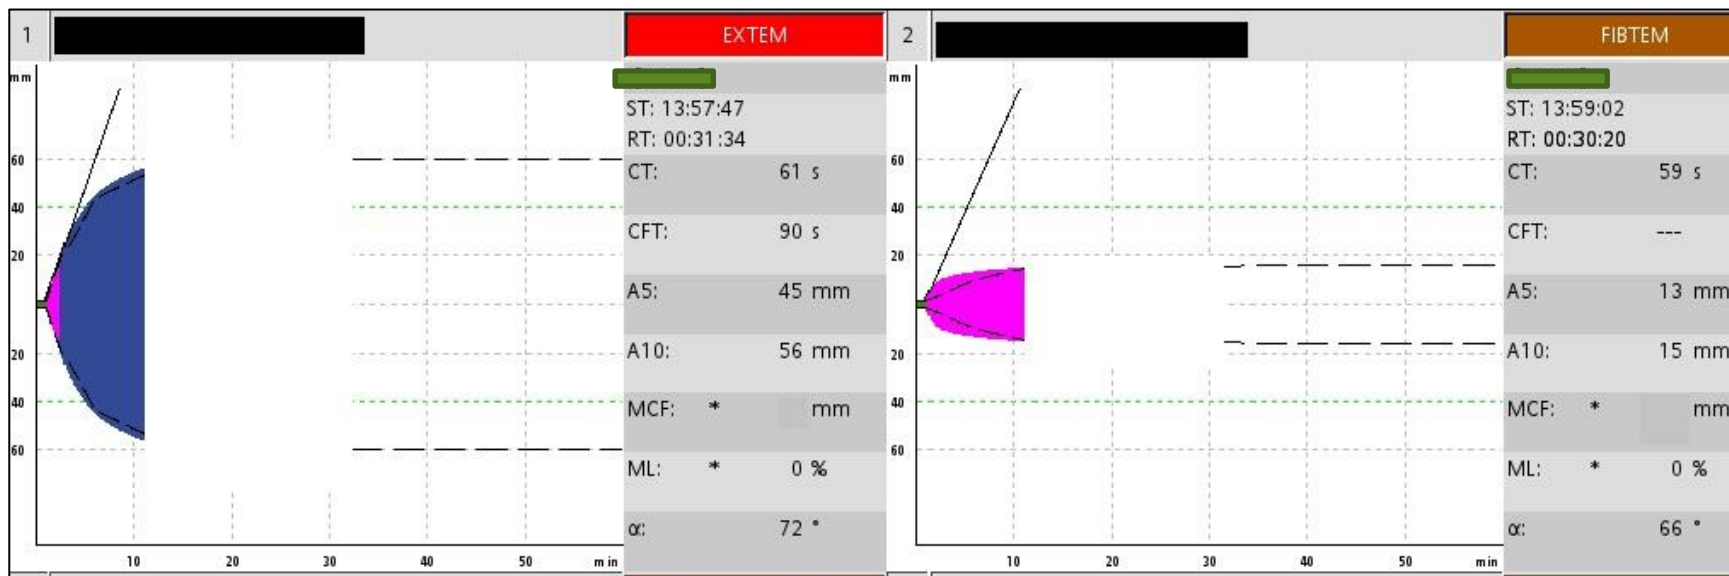 1
EXTEM
mm
60
40
20
20
40
60
10 20 30 40 50 min
ST: 13:57:47
RT: 00:31:34
CT: 61 s
CFT: 90 s
A5: 45 mm
A10: 56 mm
MCF: * mm
ML: * 0 %
α: 72 °
2
FIBTEM
mm
60
40
20
20
40
60
10 20 30 40 50 min
ST: 13:59:02
RT: 00:30:20
CT: 59 s
CFT: ---
A5: 13 mm
A10: 15 mm
MCF: * mm
ML: * 0 %
α: 66 °